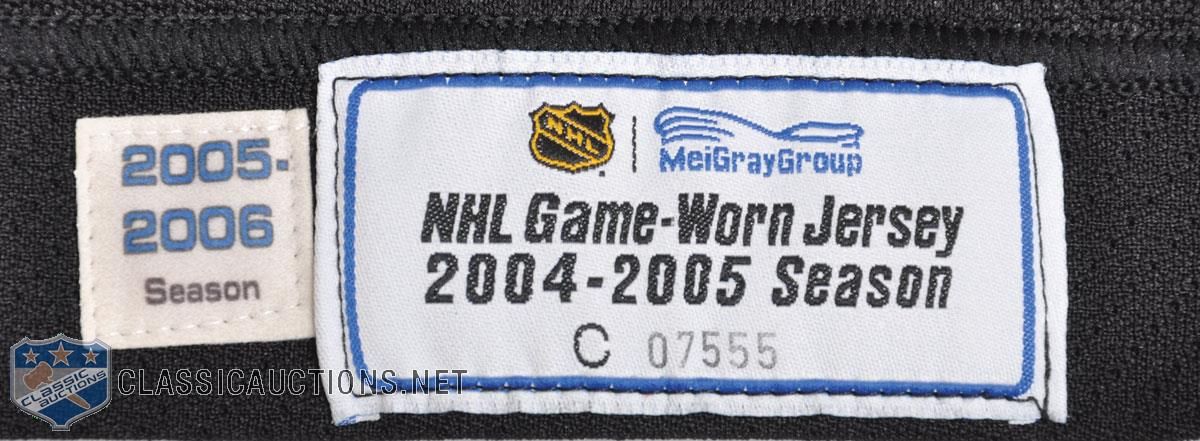 2005-
2006
Season
NHL
MeiGrayGroup
NHL Game-Worn Jersey
2004-2005 Season
C 07555
CLASSIC
AUCTIONS
CLASSICAUCTIONS.NET